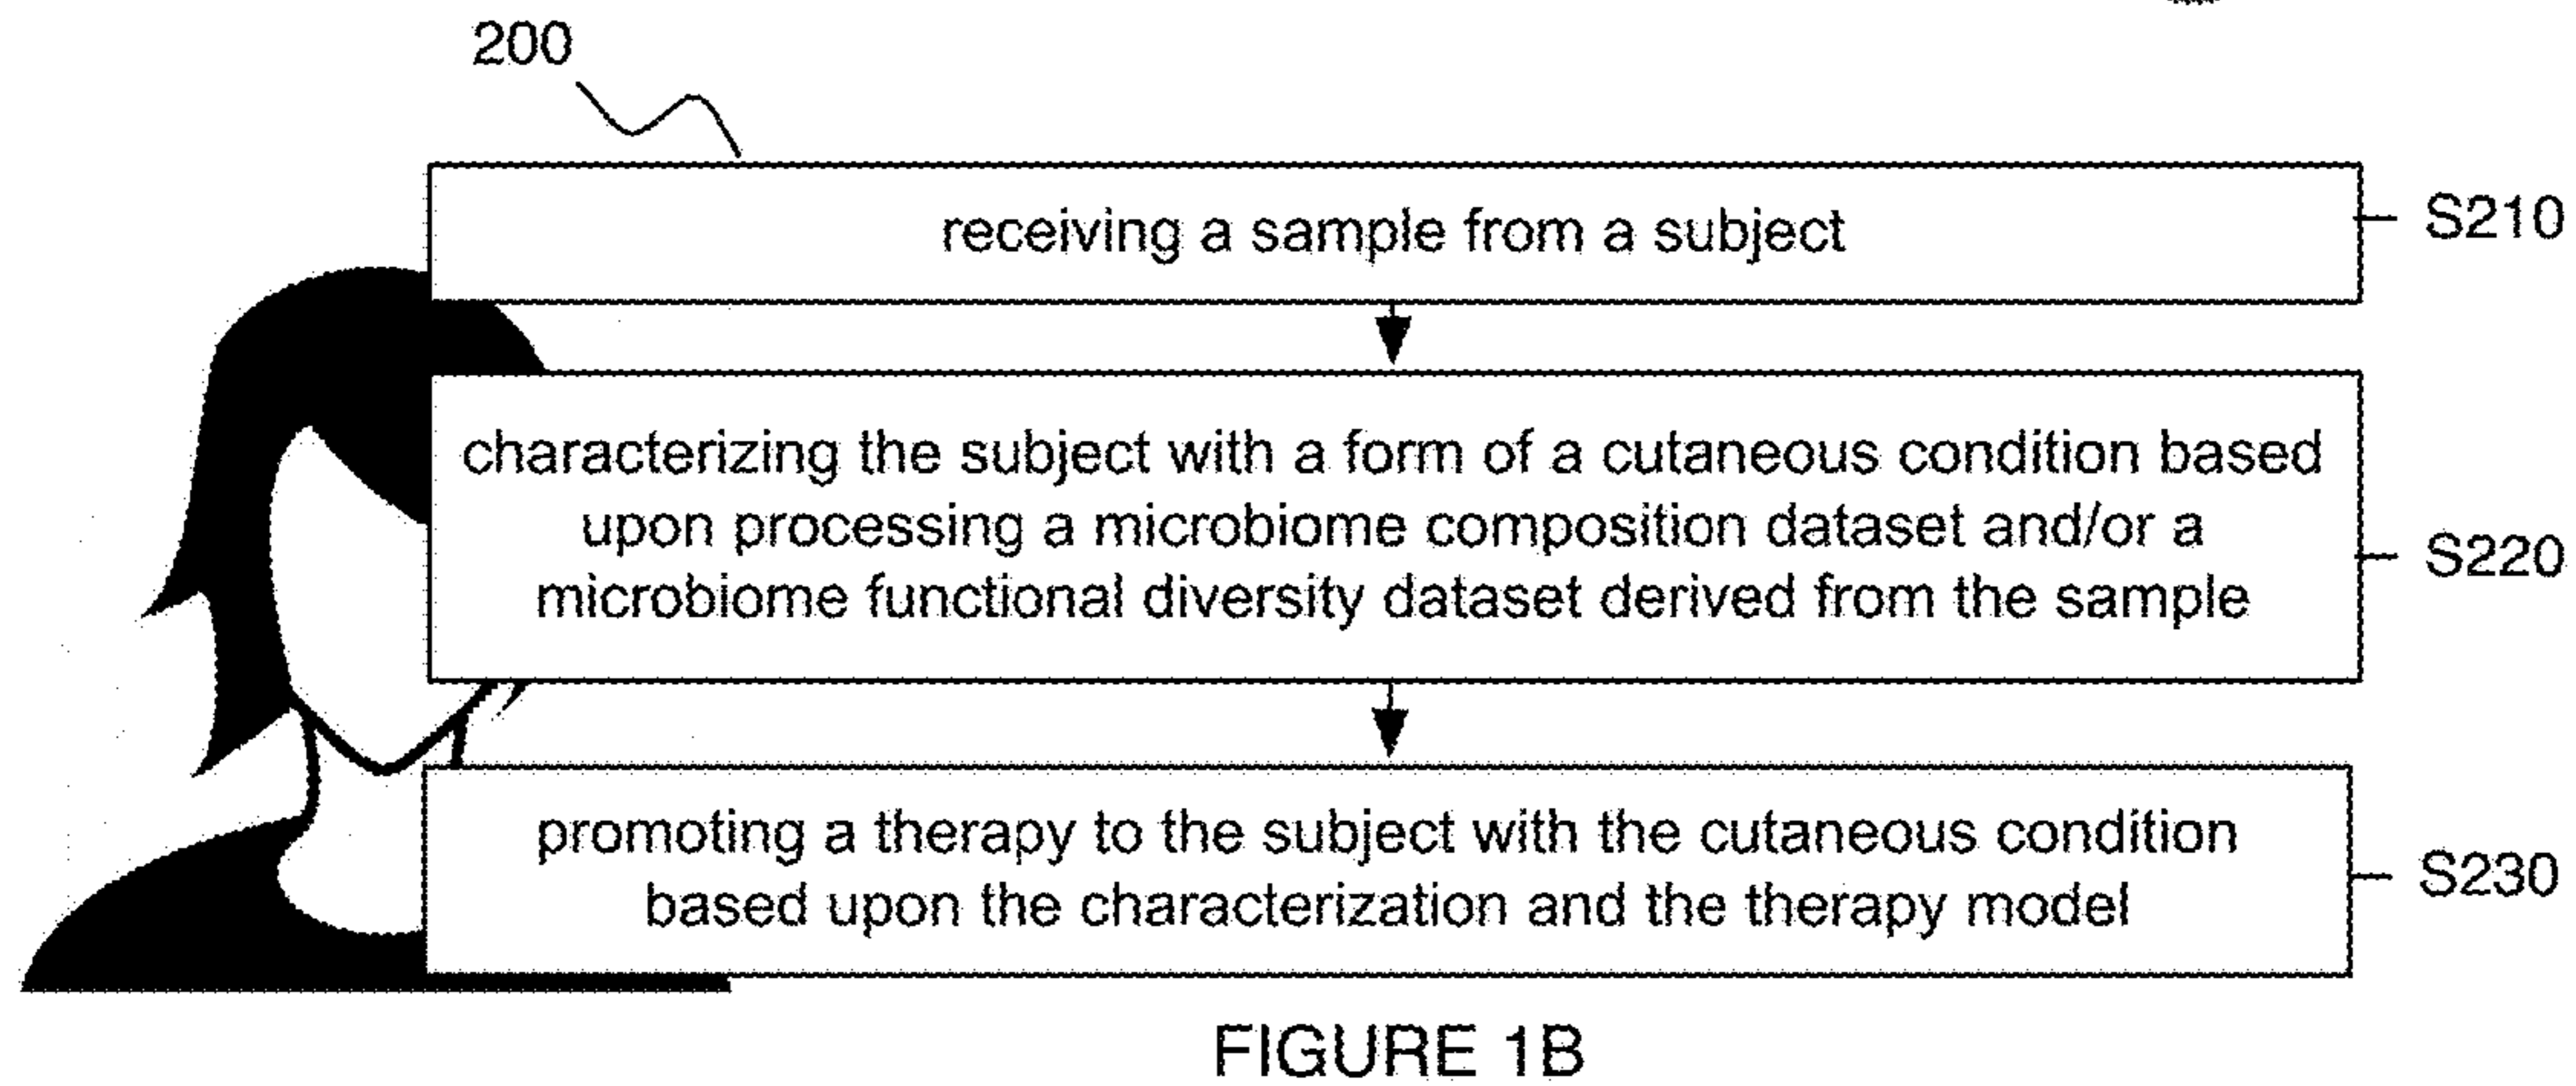 200
receiving a sample from a subject
S210
characterizing the subject with a form of a cutaneous condition based
upon processing a microbiome composition dataset and/or a
microbiome functional diversity dataset derived from the sample
S220
promoting a therapy to the subject with the cutaneous condition
based upon the characterization and the therapy model
S230
FIGURE 1B